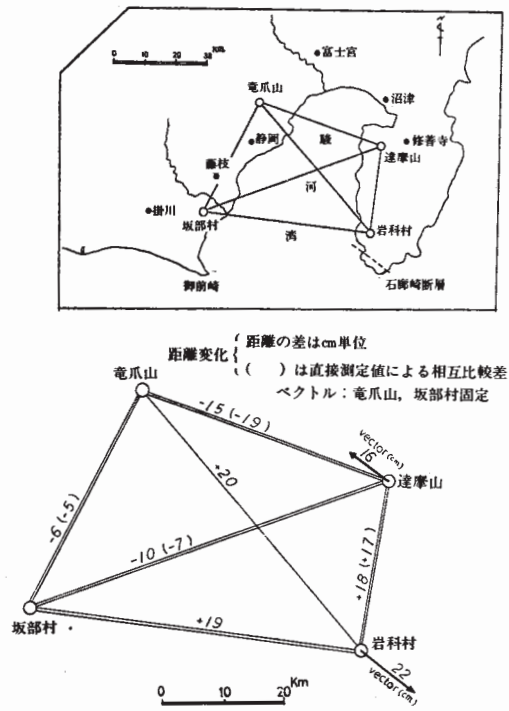 0 10 20 30 KM
富士宮
竜爪山
沼津
静岡
駿
修善寺
達摩山
藤枝
河
掛川
坂部村
湾
岩科村
御前崎
石廊崎断層
距離変化
距離の差はcm単位
( )は直接測定値による相互比較差
ベクトル：竜爪山，坂部村固定
竜爪山
-15(-19)
vector(cm)
16
達摩山
+20
-6(-5)
-10(-7)
+18(+17)
+19
坂部村
岩科村
22
vector(cm)
0 10 20 Km